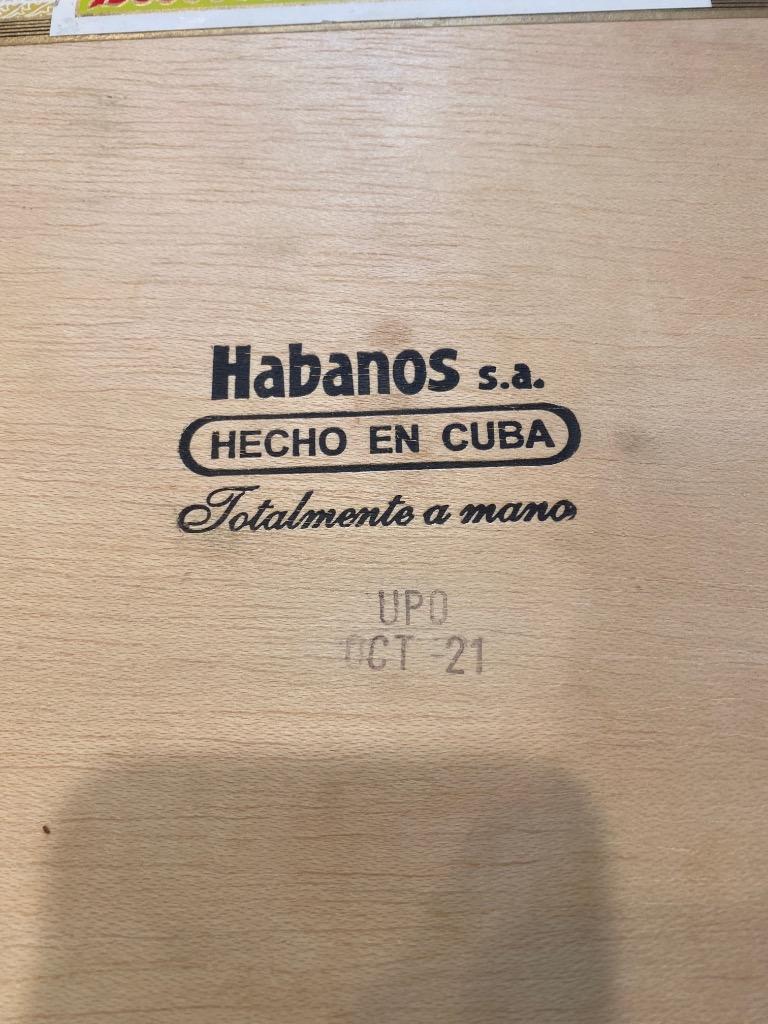 Habanos s.a.
HECHO EN CUBA
Totalmente a mano
UPO
OCT 21